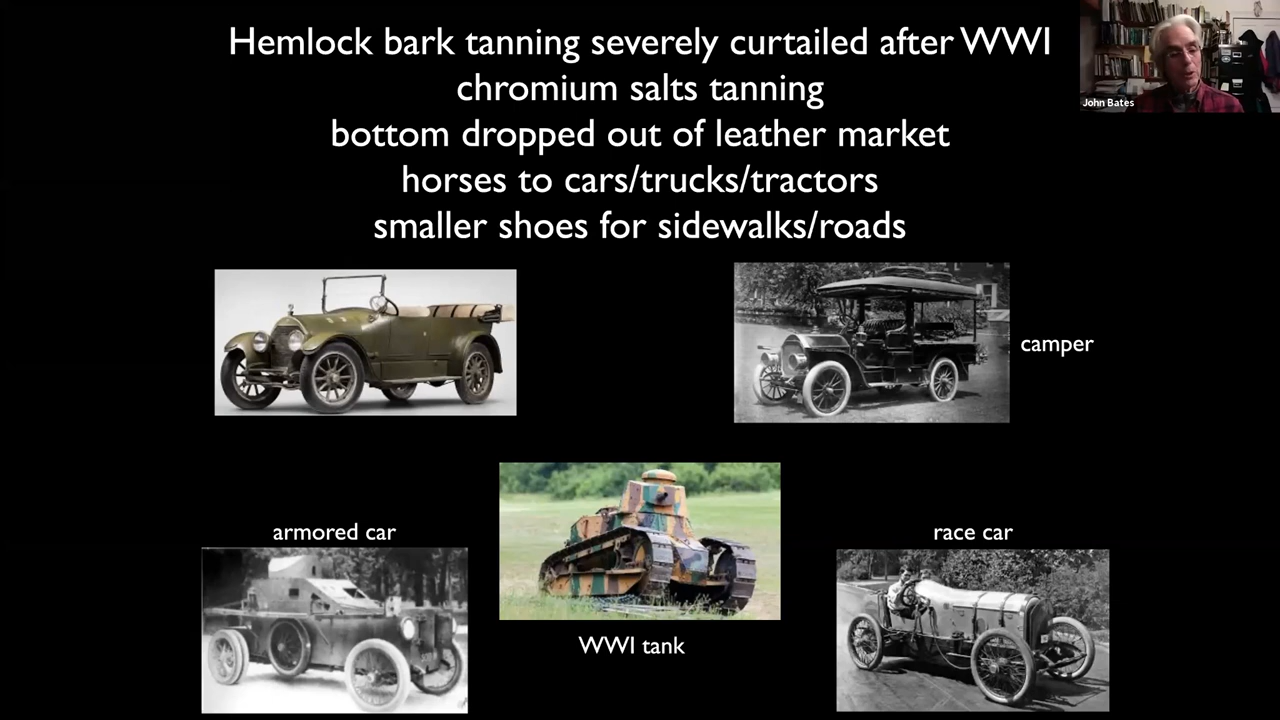 Hemlock bark tanning severely curtailed after WWI
chromium salts tanning
bottom dropped out of leather market
horses to cars/trucks/tractors
smaller shoes for sidewalks/roads
John Bates
camper
armored car
race car
WWI tank